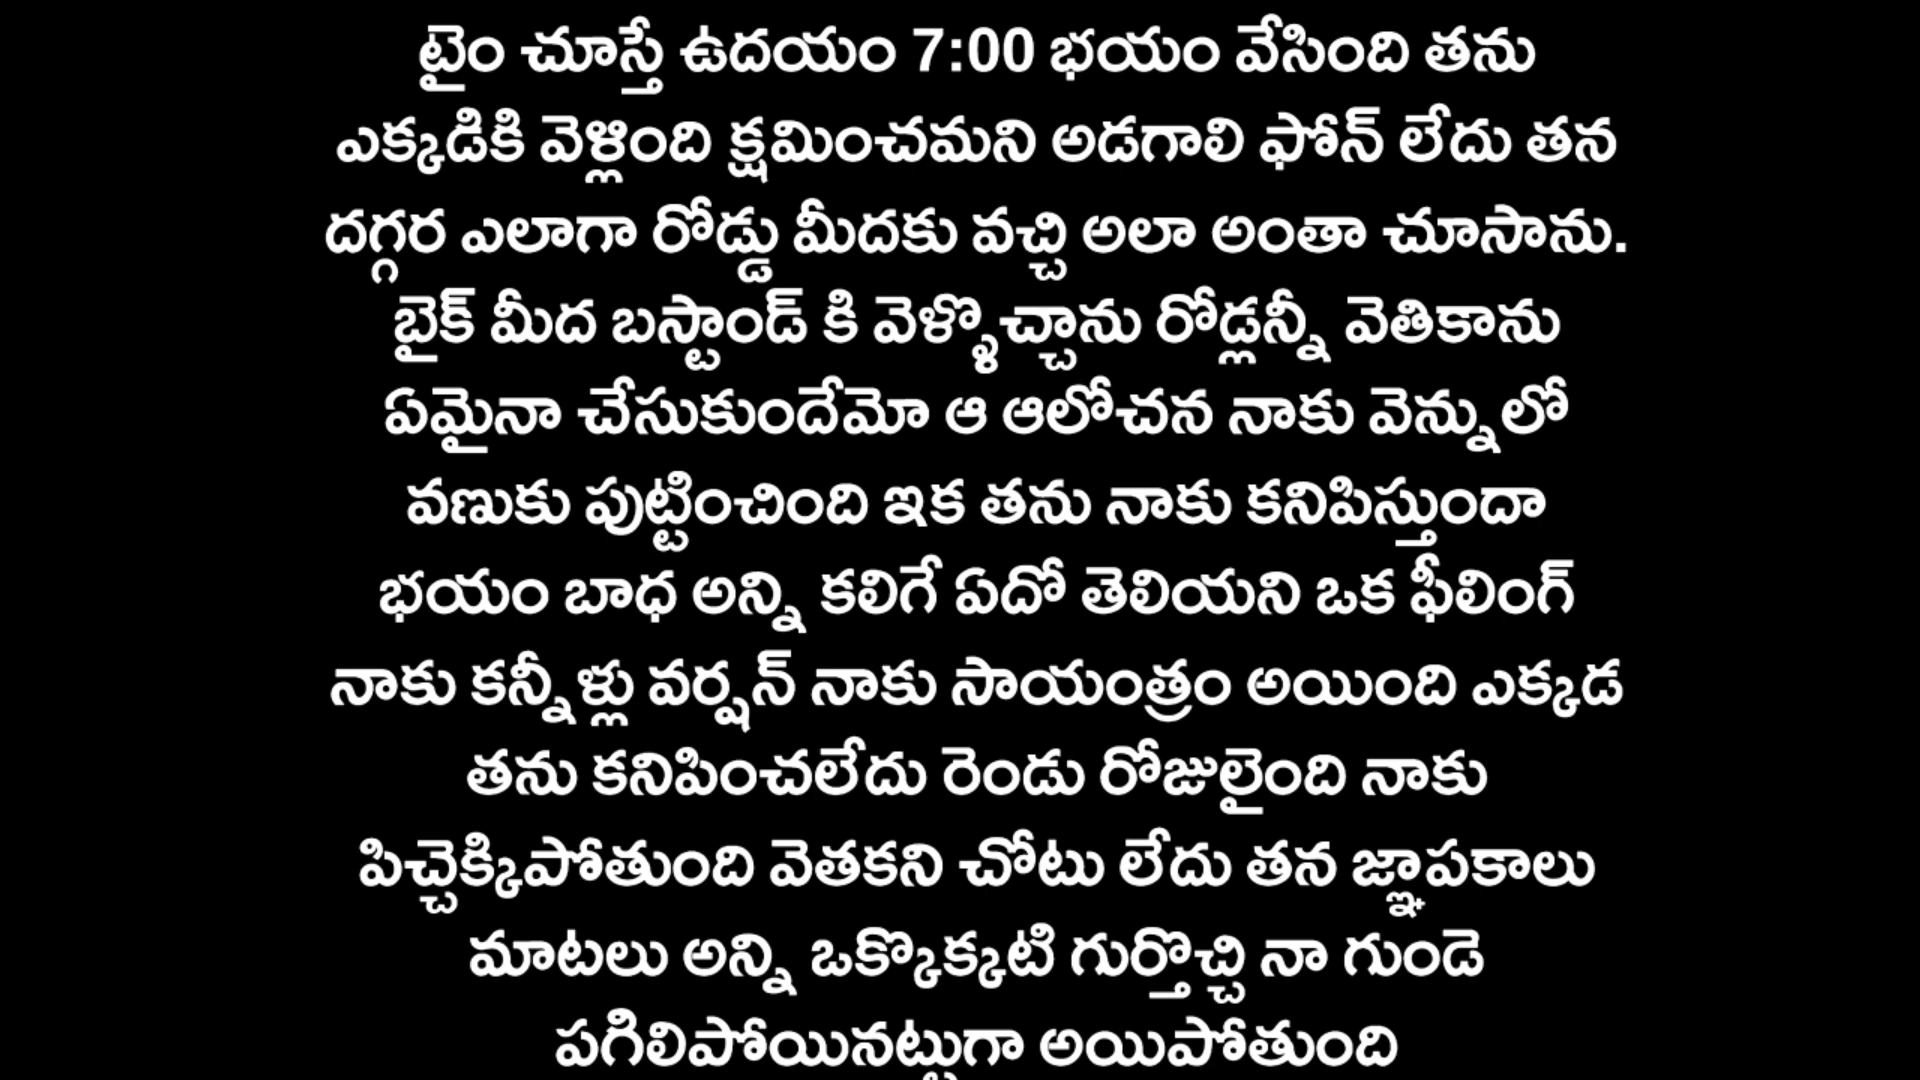 టైం చూస్తే ఉదయం 7:00 భయం వేసింది తను
ఎక్కడికి వెళ్లింది క్షమించమని అడగాలి ఫోన్ లేదు తన
దగ్గర ఎలాగా రోడ్డు మీదకు వచ్చి అలా అంతా చూసాను.
బైక్ మీద బస్టాండ్ కి వెళ్ళొచ్చాను రోడ్లన్నీ వెతికాను
ఏమైనా చేసుకుందేమో ఆ ఆలోచన నాకు వెన్నులో
వణుకు పుట్టించింది ఇక తను నాకు కనిపిస్తుందా
భయం బాధ అన్ని కలిగే ఏదో తెలియని ఒక ఫీలింగ్
నాకు కన్నీళ్లు వర్షన్ నాకు సాయంత్రం అయింది ఎక్కడ
తను కనిపించలేదు రెండు రోజులైంది నాకు
పిచ్చెక్కిపోతుంది వెతకని చోటు లేదు తన జ్ఞాపకాలు
మాటలు అన్ని ఒక్కొక్కటి గుర్తొచ్చి నా గుండె
పగిలిపోయినట్టుగా అయిపోతుంది